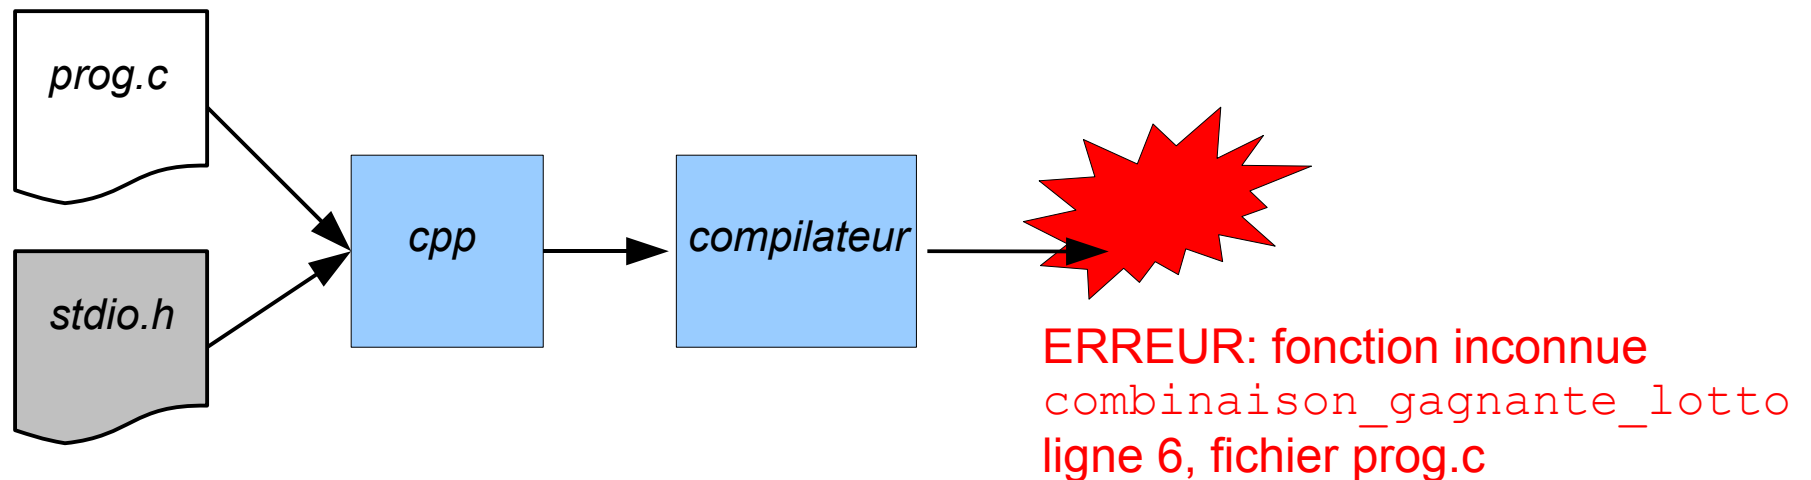 prog.c
stdio.h
cpp
compilateur
ERREUR: fonction inconnue
combinaison_gagnante_lotto
ligne 6, fichier prog.c